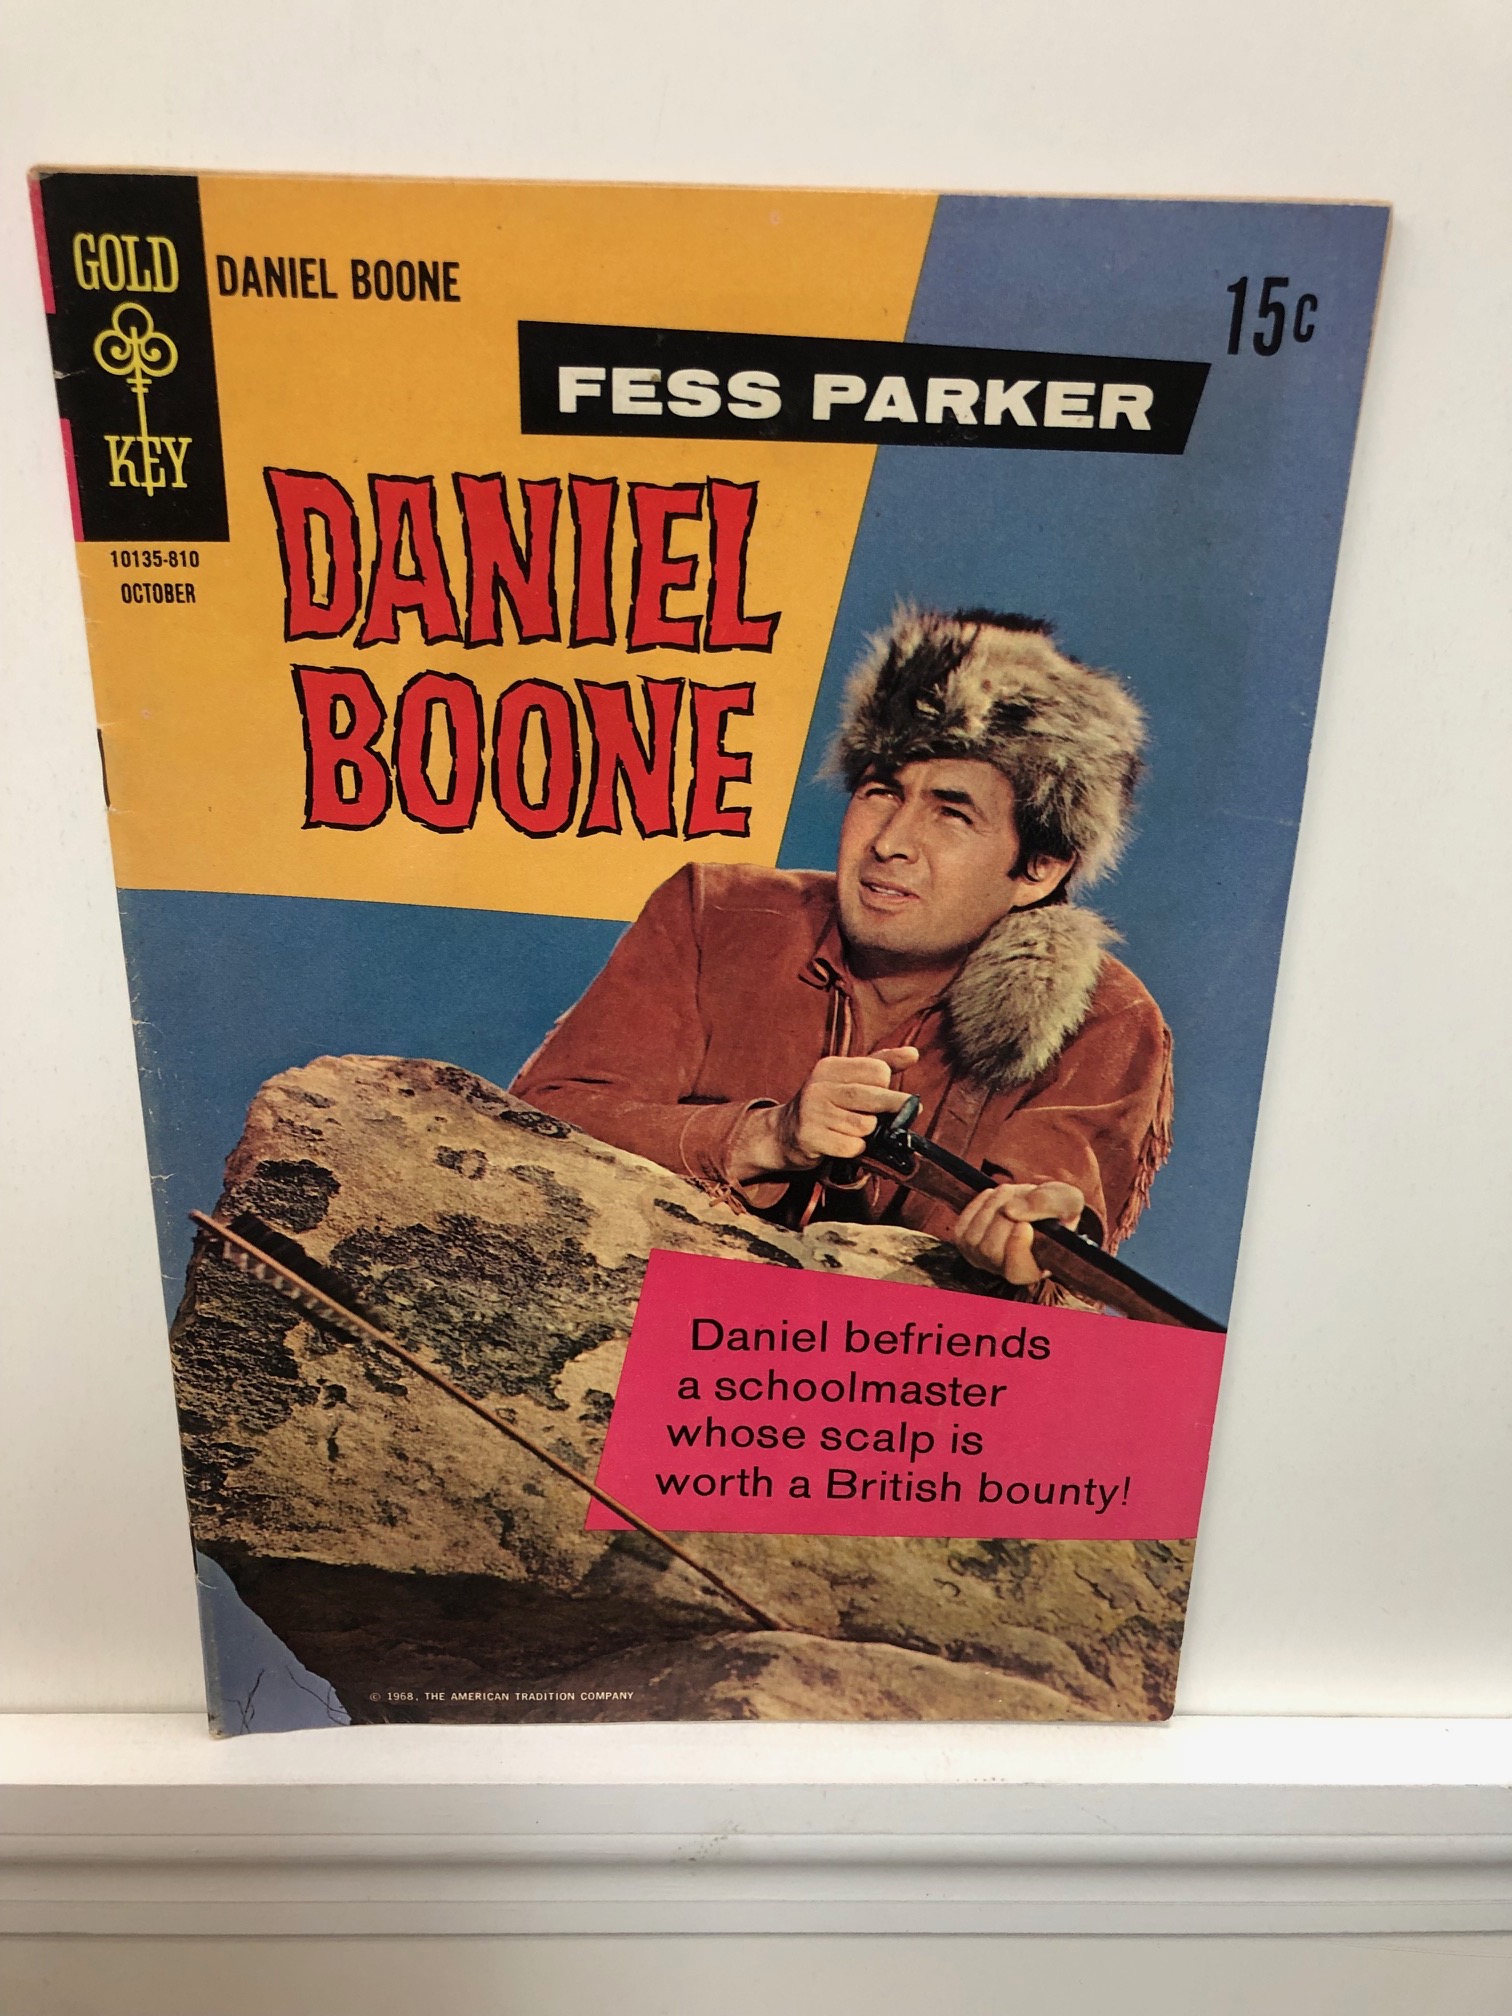 GOLD
KEY
10135-810
OCTOBER
DANIEL BOONE
15c
FESS PARKER
DANIEL
BOONE
Daniel befriends
a schoolmaster
whose scalp is
worth a British bounty!
© 1968, THE AMERICAN TRADITION COMPANY